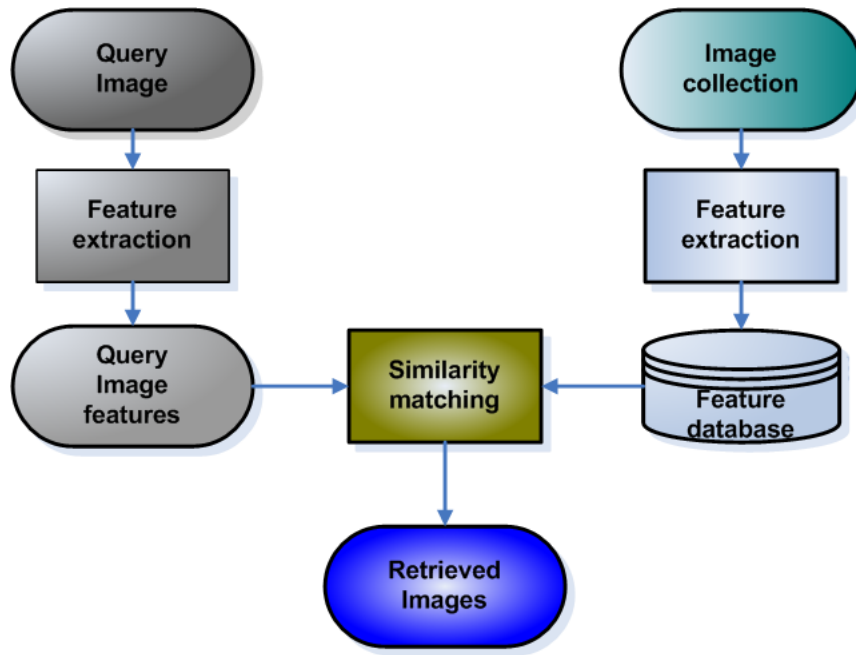 Query
Image
Image
collection
Feature
extraction
Feature
extraction
Query
Image
features
Similarity
matching
Feature
database
Retrieved
Images